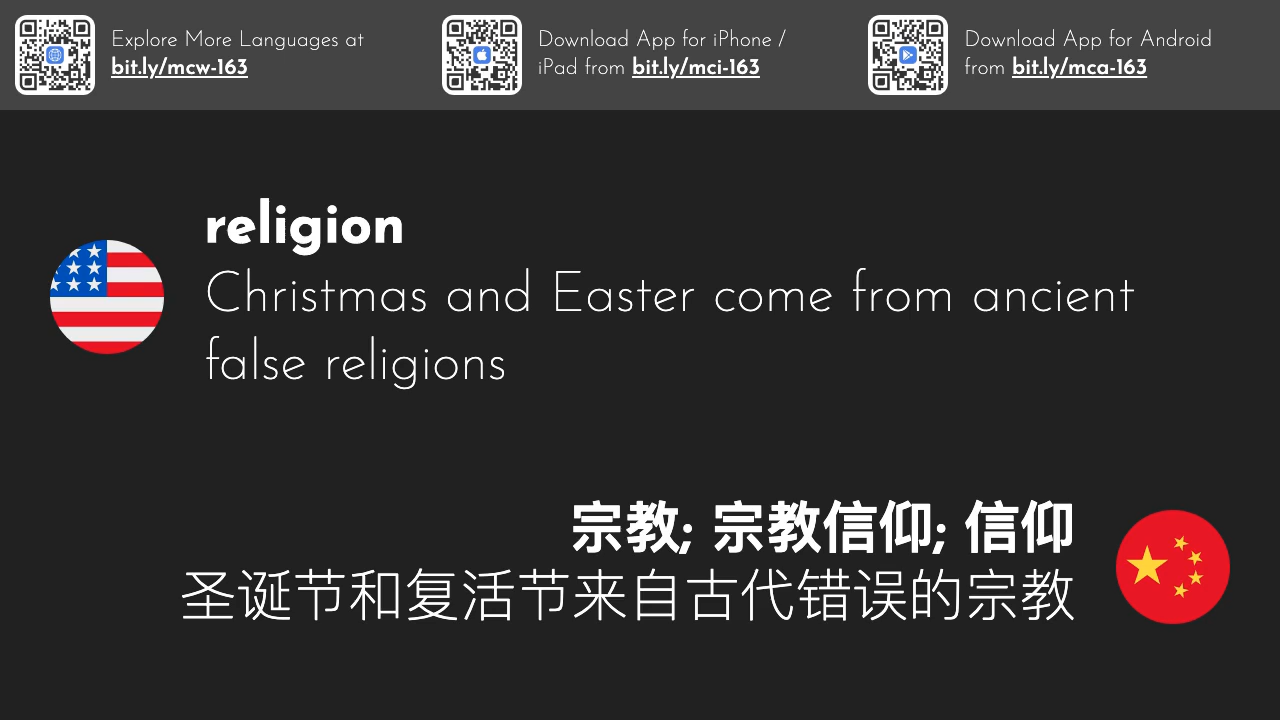 Explore More Languages at
bit.ly/mcw-163
Download App for iPhone /
iPad from bit.ly/mci-163
Download App for Android
from bit.ly/mca-163
religion
Christmas and Easter come from ancient
false religions
宗教; 宗教信仰; 信仰
圣诞节和复活节来自古代错误的宗教